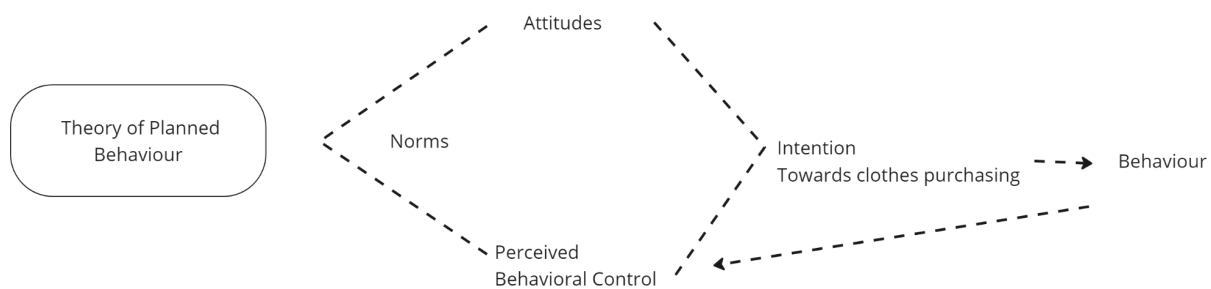 Attitudes
Theory of Planned
Behaviour
Norms
Intention
Towards clothes purchasing
Behaviour
Perceived
Behavioral Control